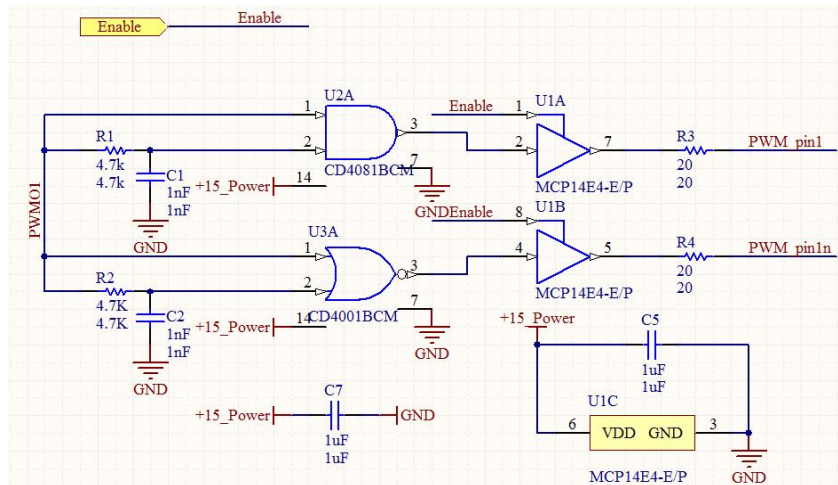 Enable
Enable
U2A
1
3
2
7
14
CD4081BCM
+15_Power
GND
R1
4.7k
4.7k
C1
1nF
1nF
GND
PWMO1
Enable
1
U1A
2
7
MCP14E4-E/P
R3
20
20
PWM_pin1
U3A
1
3
2
7
14
CD4001BCM
+15_Power
GND
R2
4.7K
4.7K
C2
1nF
1nF
GND
Enable
8
U1B
4
5
MCP14E4-E/P
R4
20
20
PWM_pin1n
+15_Power
C7
1uF
1uF
GND
+15_Power
C5
1uF
1uF
U1C
6
VDD GND
3
MCP14E4-E/P
GND